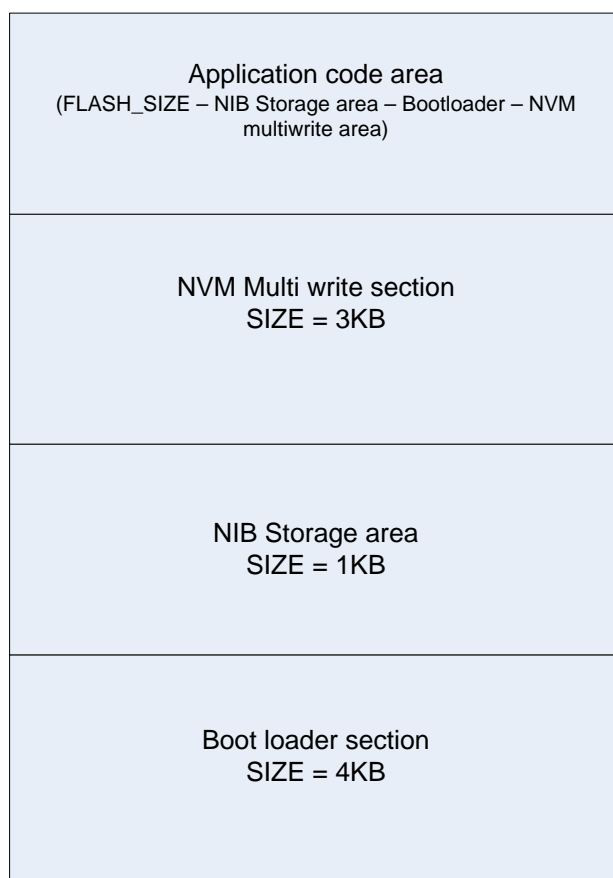 Application code area
(FLASH_SIZE – NIB Storage area – Bootloader – NVM
multiwrite area)
NVM Multi write section
SIZE = 3KB
NIB Storage area
SIZE = 1KB
Boot loader section
SIZE = 4KB